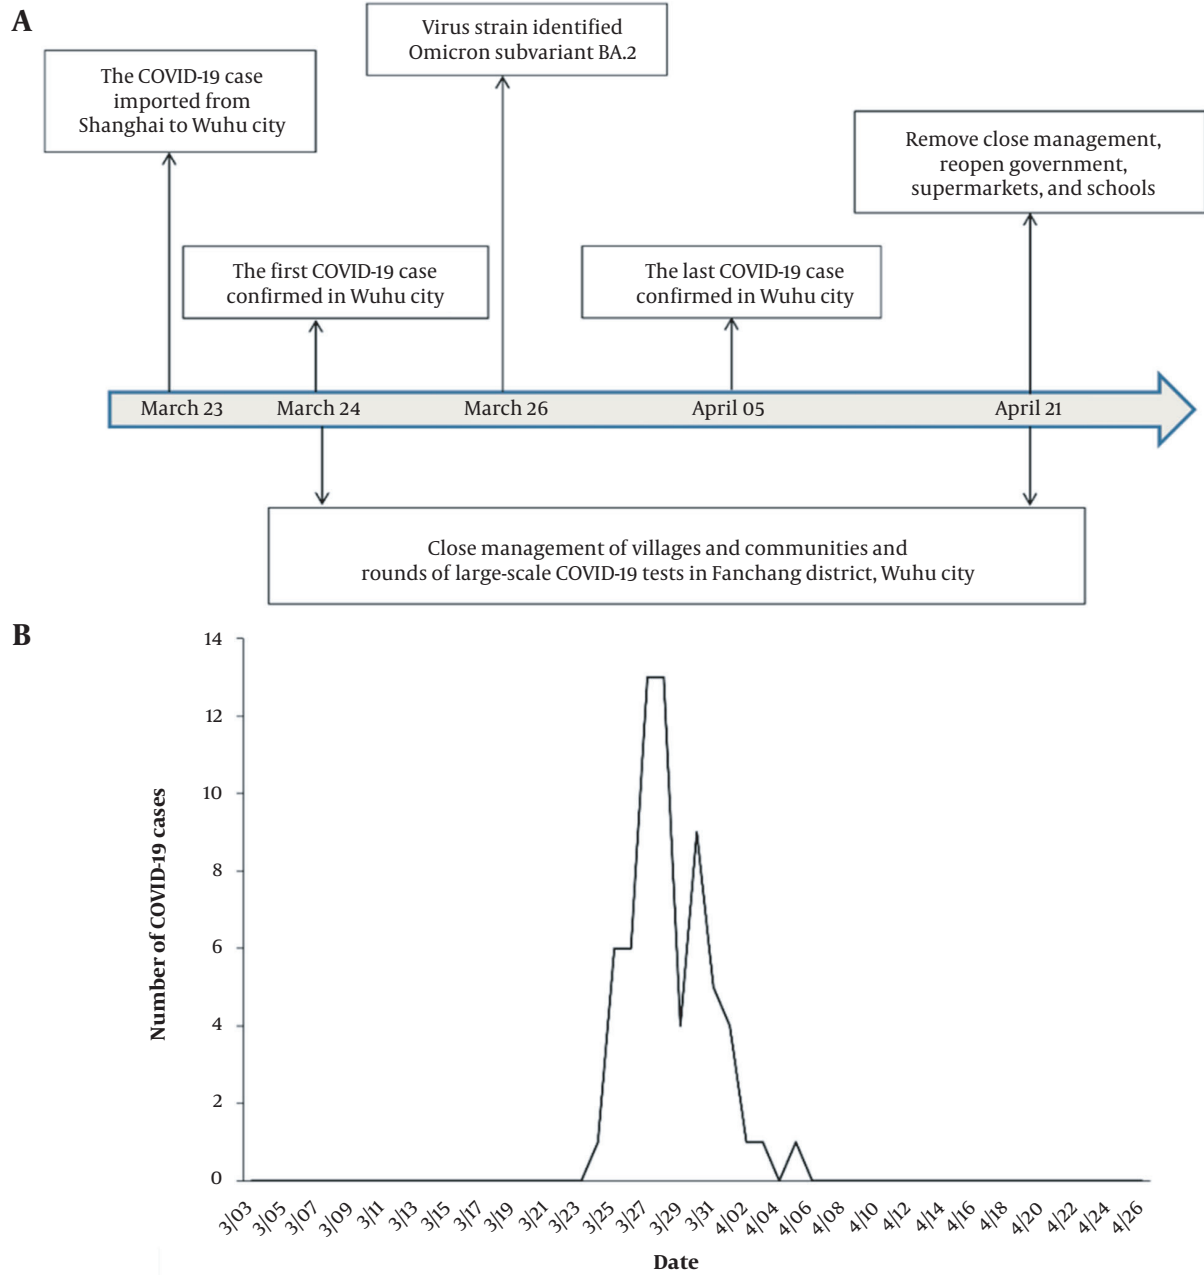 A
The COVID-19 case
imported from
Shanghai to Wuhu city
Virus strain identified
Omicron subvariant BA.2
Remove close management,
reopen government,
supermarkets, and schools
The first COVID-19 case
confirmed in Wuhu city
The last COVID-19 case
confirmed in Wuhu city
March 23
March 24
March 26
April 05
April 21
Close management of villages and communities and
rounds of large-scale COVID-19 tests in Fanchang district, Wuhu city
B
Number of COVID-19 cases
14
12
10
8
6
4
2
0
3/03
3/05
3/07
3/09
3/11
3/13
3/15
3/17
3/19
3/21
3/23
3/25
3/27
3/29
3/31
4/02
4/04
4/06
4/08
4/10
4/12
4/14
4/16
4/18
4/20
4/22
4/24
4/26
Date